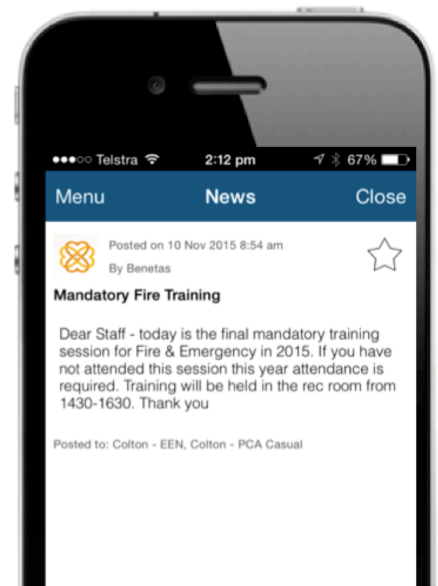 Telstra 2:12 pm 67%
Menu News Close
Posted on 10 Nov 2015 8:54 am
By Benetas
Mandatory Fire Training
Dear Staff - today is the final mandatory training
session for Fire & Emergency in 2015. If you have
not attended this session this year attendance is
required. Training will be held in the rec room from
1430-1630. Thank you
Posted to: Colton - EEN, Colton - PCA Casual